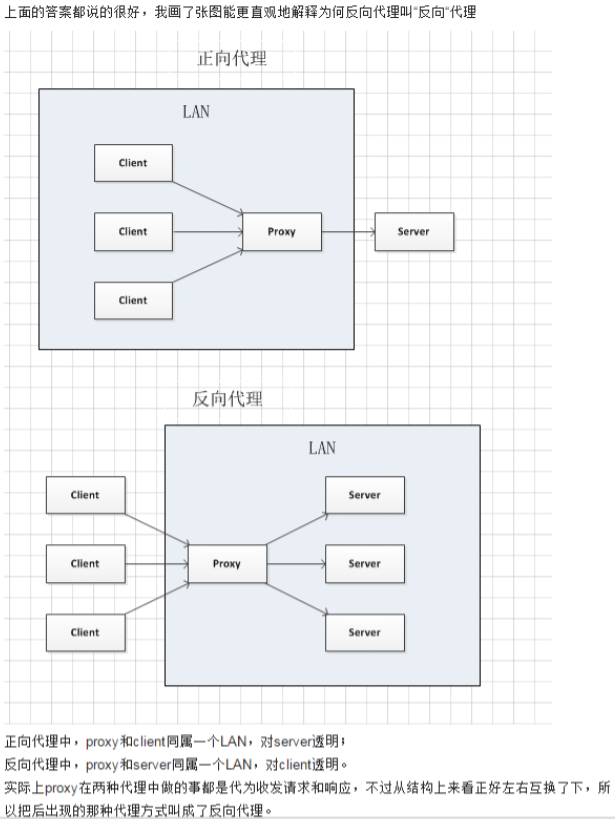 上面的答案都说的很好，我画了张图能更直观地解释为何反向代理叫“反向“代理
正向代理
LAN
Client
Client
Proxy
Server
Client
反向代理
LAN
Client
Server
Client
Proxy
Server
Client
Server
正向代理中，proxy和client同属一个LAN，对server透明；
反向代理中，proxy和server同属一个LAN，对client透明。
实际上proxy在两种代理中做的事都是代为收发请求和响应，不过从结构上来看正好左右互换了下，所
以把后出现的那种代理方式叫成了反向代理。